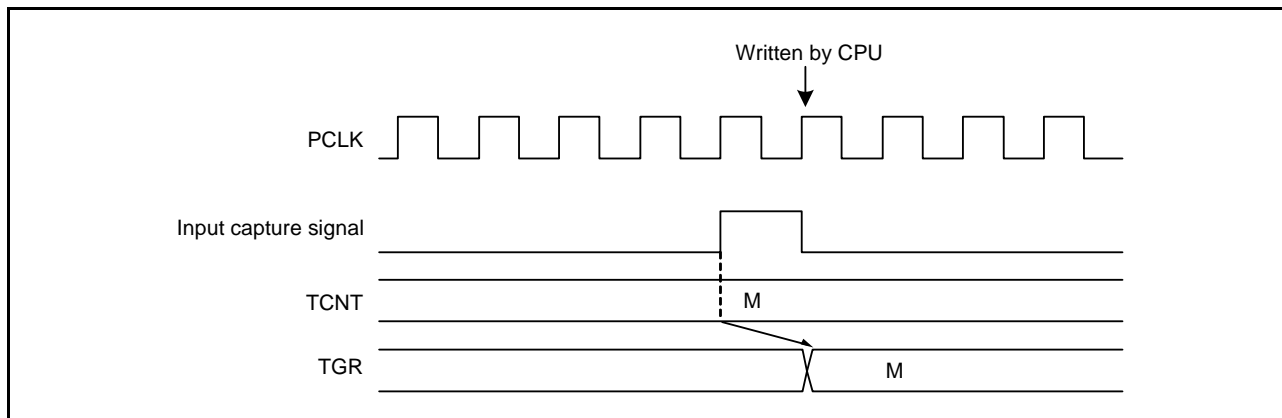 Written by CPU
PCLK
Input capture signal
TCNT
M
TGR
M